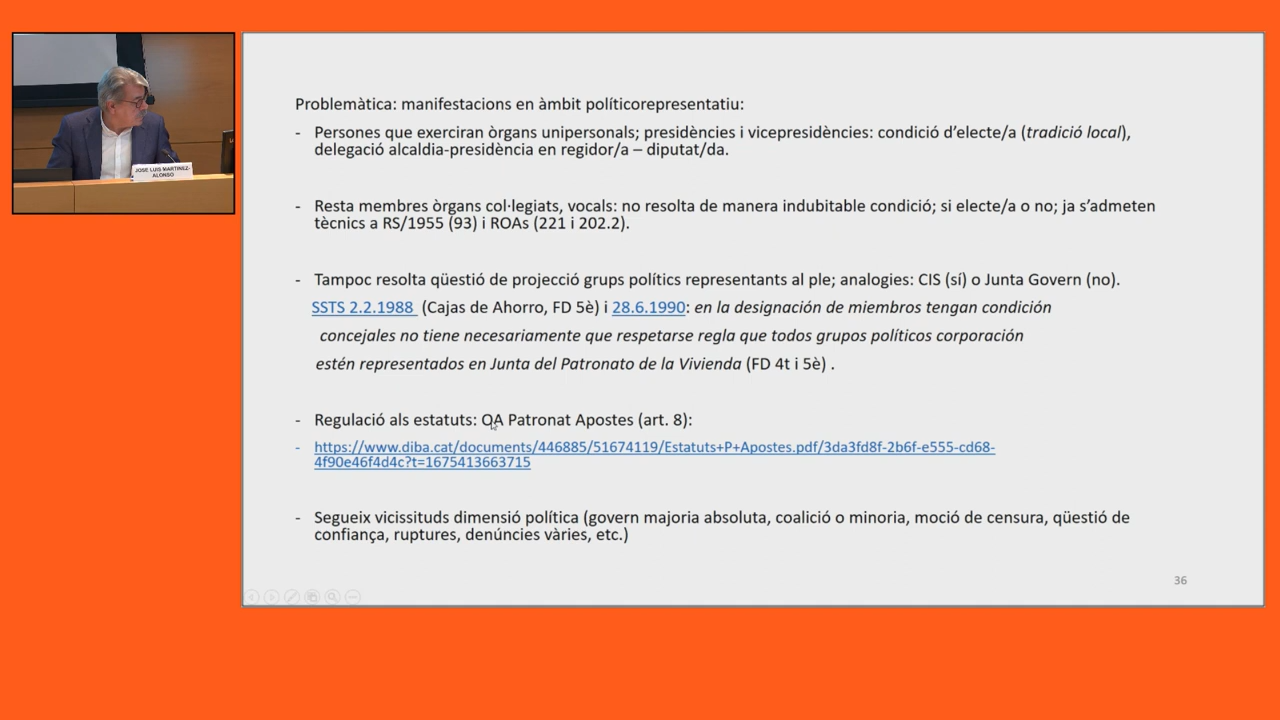 JOSE LUIS MARTINEZ-
ALONSO
Problemàtica: manifestacions en àmbit políticorepresentatiu:
- Persones que exerciran òrgans unipersonals; presidències i vicepresidències: condició d'electe/a (tradició local),
delegació alcaldia-presidència en regidor/a – diputat/da.
- Resta membres òrgans col·legiats, vocals: no resolta de manera indubitable condició; si electe/a o no; ja s'admeten
tècnics a RS/1955 (93) i ROAs (221 i 202.2).
- Tampoc resolta qüestió de projecció grups polítics representants al ple; analogies: CIS (sí) o Junta Govern (no).
SSTS 2.2.1988 (Cajas de Ahorro, FD 5è) i 28.6.1990: en la designación de miembros tengan condición
concejales no tiene necesariamente que respetarse regla que todos grupos políticos corporación
estén representados en Junta del Patronato de la Vivienda (FD 4t i 5è) .
- Regulació als estatuts: OA Patronat Apostes (art. 8):
- https://www.diba.cat/documents/446885/51674119/Estatuts+P+Apostes.pdf/3da3fd8f-2b6f-e555-cd68-
4f90e46f4d4c?t=1675413663715
- Segueix vicissituds dimensió política (govern majoria absoluta, coalició o minoria, moció de censura, qüestió de
confiança, ruptures, denúncies vàries, etc.)
36